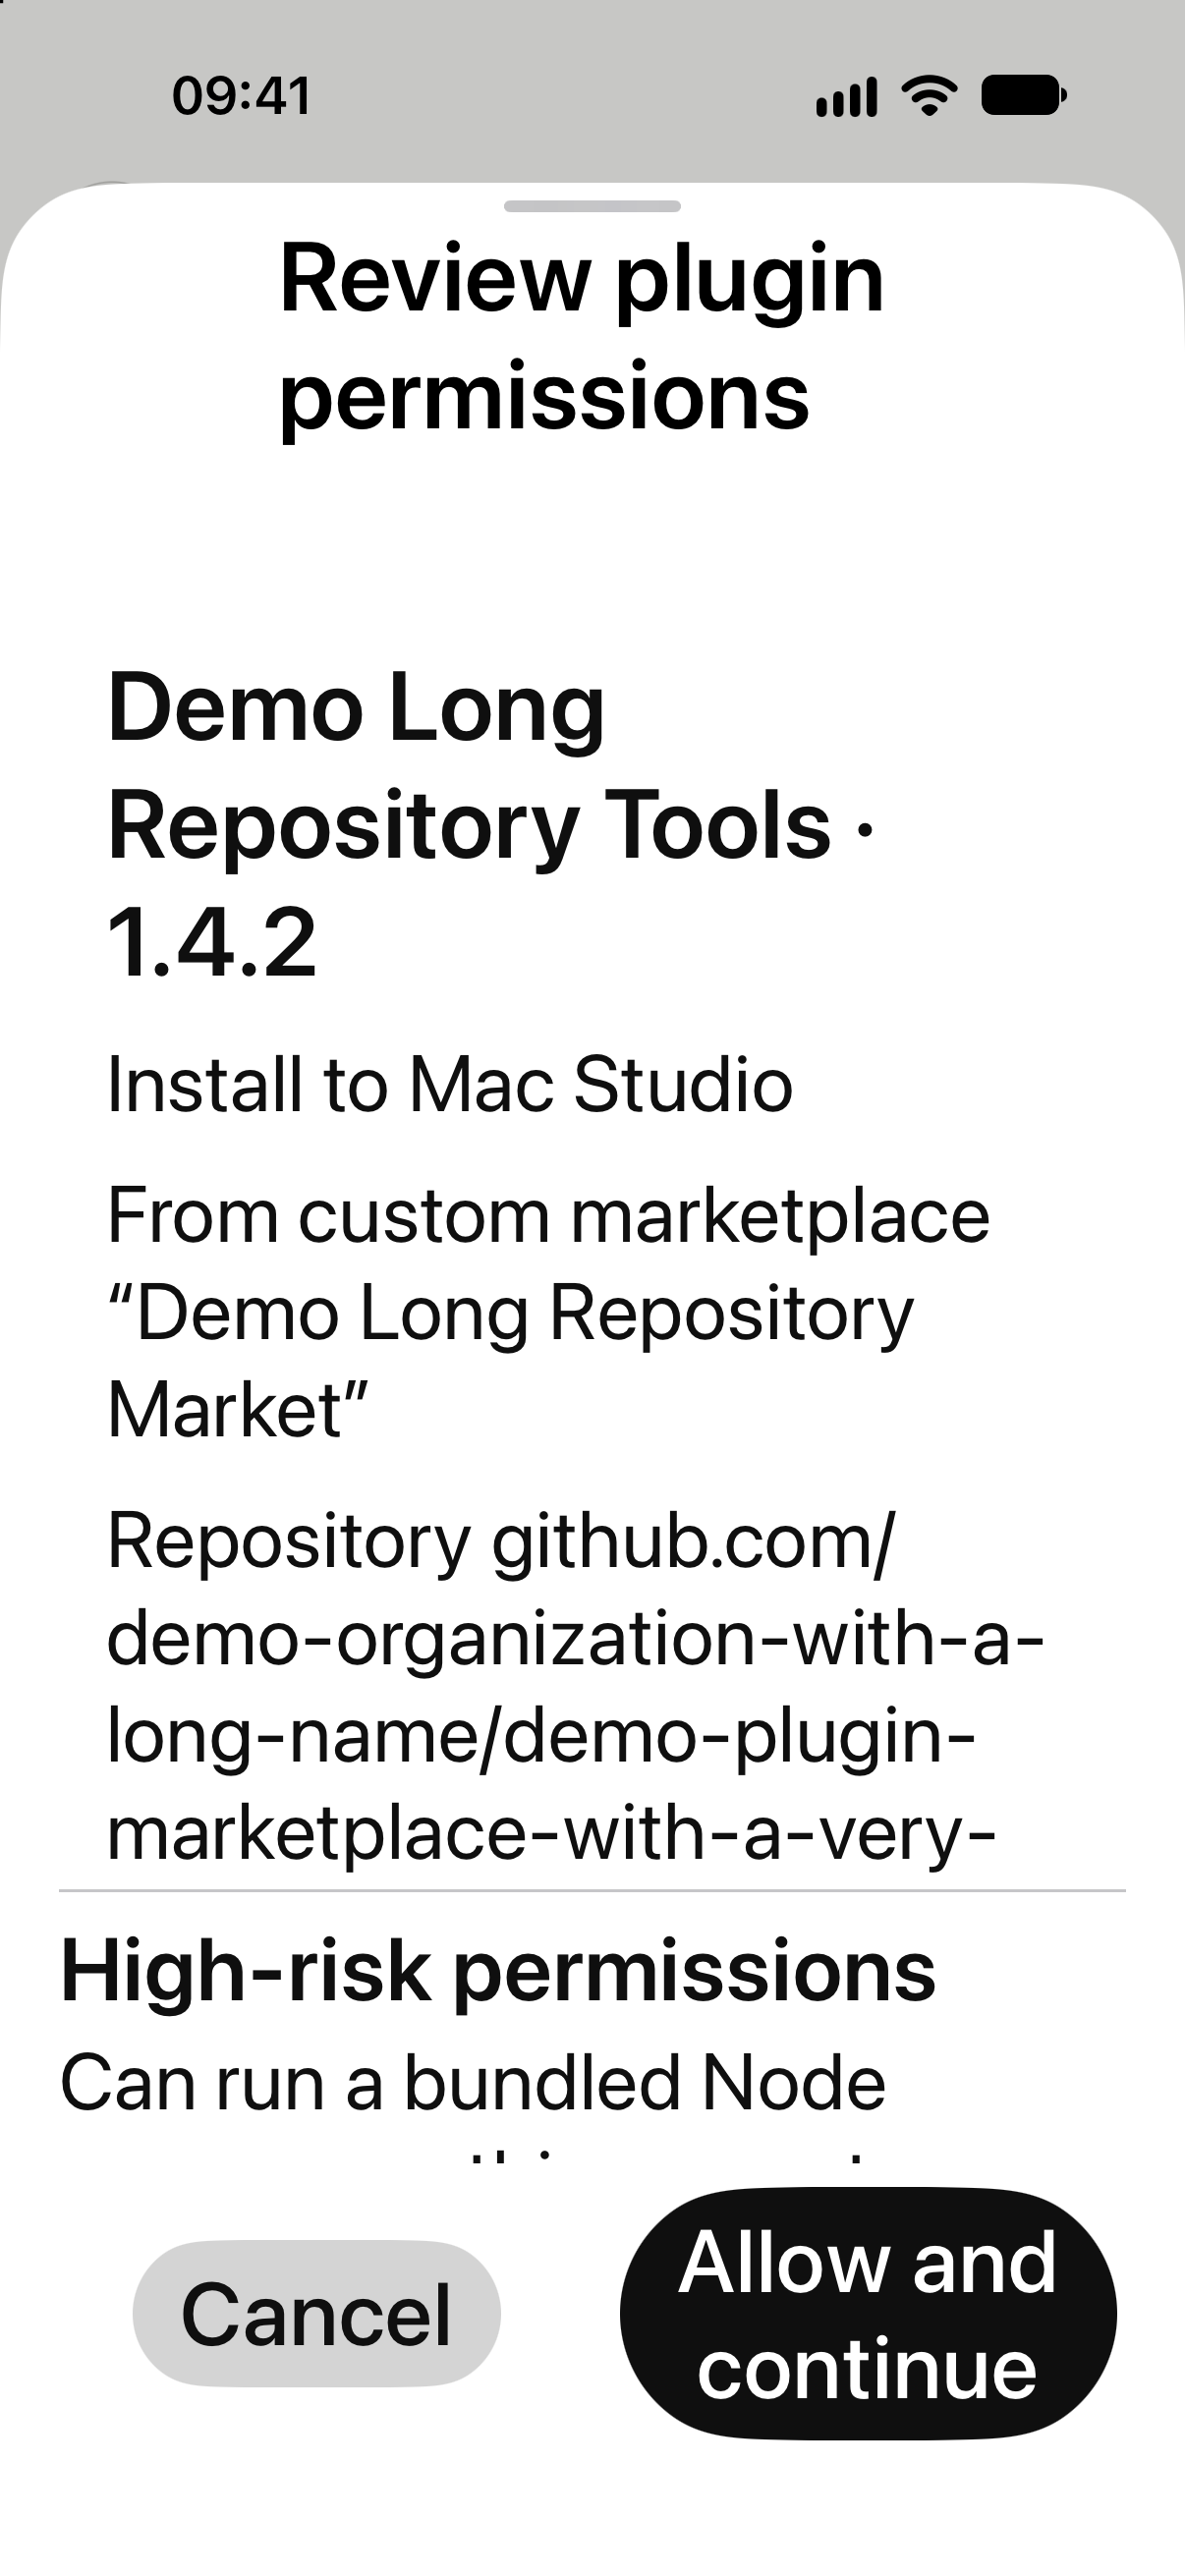 09:41
Review plugin
permissions
Demo Long
Repository Tools ·
1.4.2
Install to Mac Studio
From custom marketplace
“Demo Long Repository
Market”
Repository github.com/
demo-organization-with-a-
long-name/demo-plugin-
marketplace-with-a-very-
High-risk permissions
Can run a bundled Node
Cancel
Allow and
continue